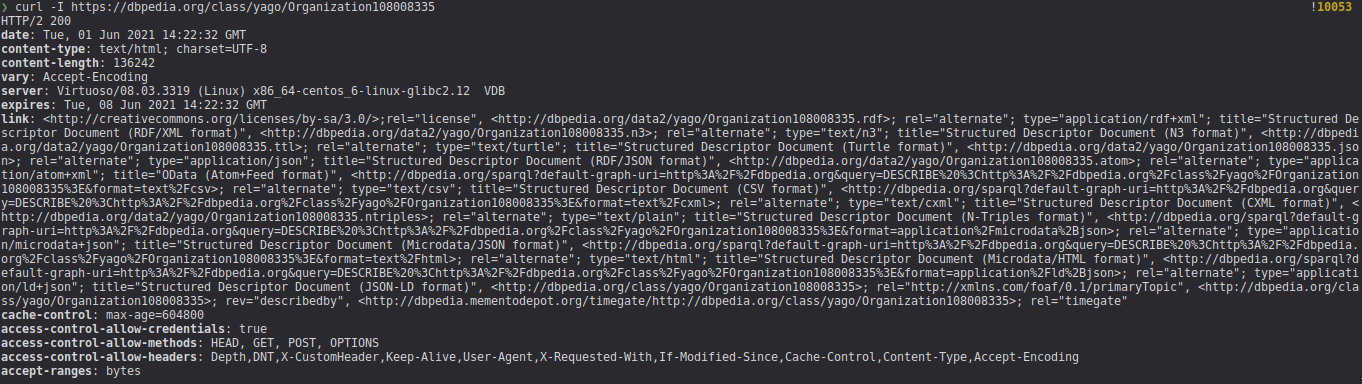 ❯ curl -I https://dbpedia.org/class/yago/Organization108008335 !10053
HTTP/2 200
date: Tue, 01 Jun 2021 14:22:32 GMT
content-type: text/html; charset=UTF-8
content-length: 136242
vary: Accept-Encoding
server: Virtuoso/08.03.3319 (Linux) x86_64-centos_6-linux-glibc2.12  VDB
expires: Tue, 08 Jun 2021 14:22:32 GMT
link: <http://creativecommons.org/licenses/by-sa/3.0/>;rel="license", <http://dbpedia.org/data2/yago/Organization108008335.rdf>; rel="alternate"; type="application/rdf+xml"; title="Structured De
scriptor Document (RDF/XML format)", <http://dbpedia.org/data2/yago/Organization108008335.n3>; rel="alternate"; type="text/n3"; title="Structured Descriptor Document (N3 format)", <http://dbpedi
a.org/data2/yago/Organization108008335.ttl>; rel="alternate"; type="text/turtle"; title="Structured Descriptor Document (Turtle format)", <http://dbpedia.org/data2/yago/Organization108008335.jso
n>; rel="alternate"; type="application/json"; title="Structured Descriptor Document (RDF/JSON format)", <http://dbpedia.org/data2/yago/Organization108008335.atom>; rel="alternate"; type="applica
tion/atom+xml"; title="OData (Atom+Feed format)", <http://dbpedia.org/sparql?default-graph-uri=http%3A%2F%2Fdbpedia.org&query=DESCRIBE%20%3Chttp%3A%2F%2Fdbpedia.org%2Fclass%2Fyago%2FOrganization
108008335%3E&format=text%2Fcsv>; rel="alternate"; type="text/csv"; title="Structured Descriptor Document (CSV format)", <http://dbpedia.org/sparql?default-graph-uri=http%3A%2F%2Fdbpedia.org&quer
y=DESCRIBE%20%3Chttp%3A%2F%2Fdbpedia.org%2Fclass%2Fyago%2FOrganization108008335%3E&format=text%2Fcxml>; rel="alternate"; type="text/cxml"; title="Structured Descriptor Document (CXML format)", <
http://dbpedia.org/data2/yago/Organization108008335.ntriples>; rel="alternate"; type="text/plain"; title="Structured Descriptor Document (N-Triples format)", <http://dbpedia.org/sparql?default-g
raph-uri=http%3A%2F%2Fdbpedia.org&query=DESCRIBE%20%3Chttp%3A%2F%2Fdbpedia.org%2Fclass%2Fyago%2FOrganization108008335%3E&format=application%2Fmicrodata%2Bjson>; rel="alternate"; type="applicatio
n/microdata+json"; title="Structured Descriptor Document (Microdata/JSON format)", <http://dbpedia.org/sparql?default-graph-uri=http%3A%2F%2Fdbpedia.org&query=DESCRIBE%20%3Chttp%3A%2F%2Fdbpedia.
org%2Fclass%2Fyago%2FOrganization108008335%3E&format=text%2Fhtml>; rel="alternate"; type="text/html"; title="Structured Descriptor Document (Microdata/HTML format)", <http://dbpedia.org/sparql?d
efault-graph-uri=http%3A%2F%2Fdbpedia.org&query=DESCRIBE%20%3Chttp%3A%2F%2Fdbpedia.org%2Fclass%2Fyago%2FOrganization108008335%3E&format=application%2Fld%2Bjson>; rel="alternate"; type="applicati
on/ld+json"; title="Structured Descriptor Document (JSON-LD format)", <http://dbpedia.org/class/yago/Organization108008335>; rel="http://xmlns.com/foaf/0.1/primaryTopic", <http://dbpedia.org/cla
ss/yago/Organization108008335>; rev="describedby", <http://dbpedia.mementodepot.org/timegate/http://dbpedia.org/class/yago/Organization108008335>; rel="timegate"
cache-control: max-age=604800
access-control-allow-credentials: true
access-control-allow-methods: HEAD, GET, POST, OPTIONS
access-control-allow-headers: Depth,DNT,X-CustomHeader,Keep-Alive,User-Agent,X-Requested-With,If-Modified-Since,Cache-Control,Content-Type,Accept-Encoding
accept-ranges: bytes